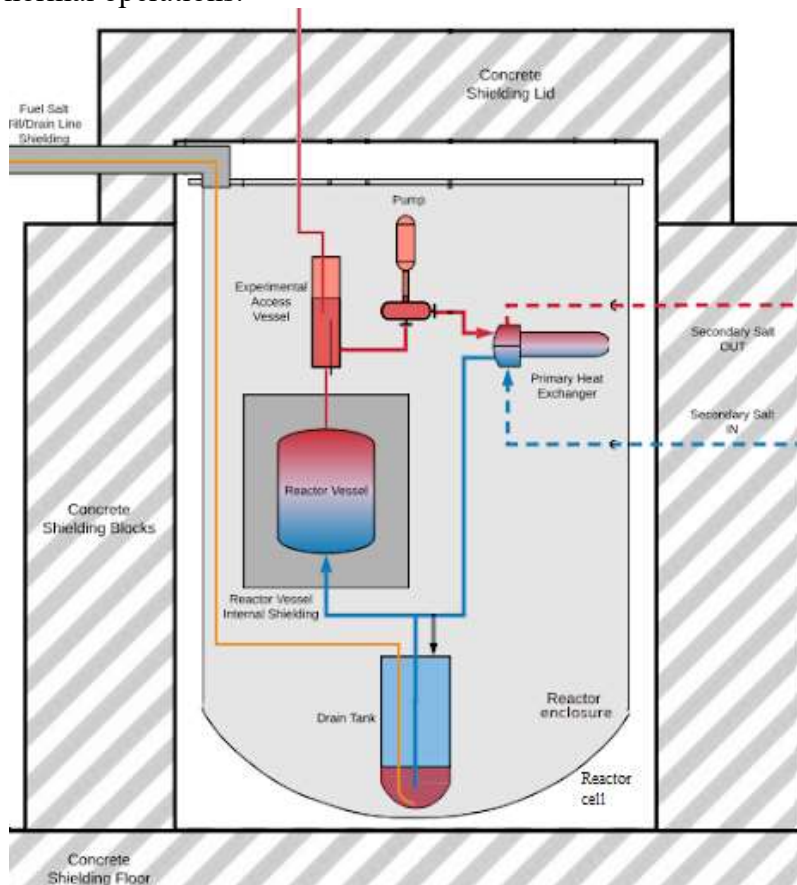 normal operations.
Concrete
Shielding Lid
Fuel Salt
Fill/Drain Line
Shielding
Pump
Experimental
Access
Vessel
Secondary Salt
OUT
Primary Heat
Exchanger
Secondary Salt
IN
Reactor Vessel
Concrete
Shielding Blocks
Reactor Vessel
Internal Shielding
Drain Tank
Reactor
enclosure
Reactor
cell
Concrete
Shielding Floor